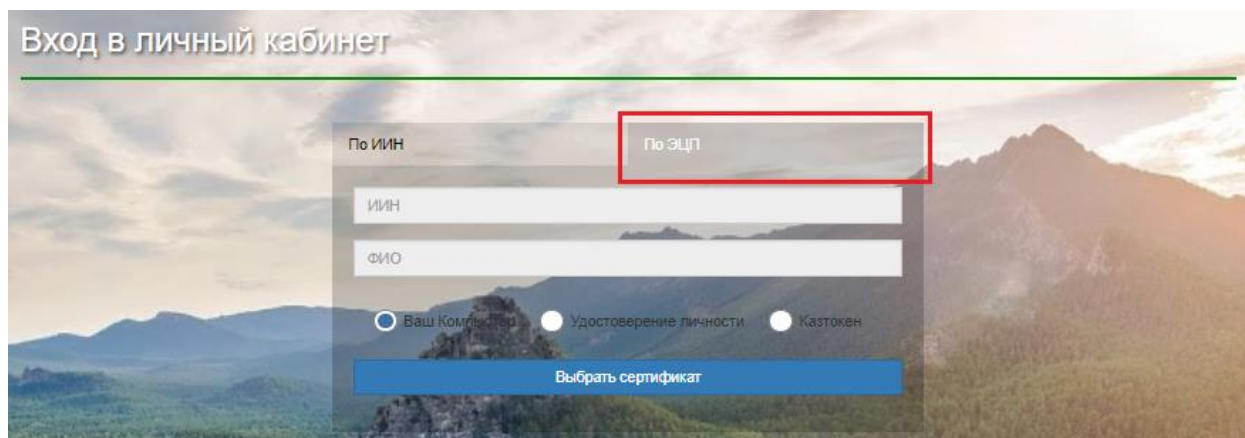 Вход в личный кабинет
По ИИН По ЭЦП
ИИН
ФИО
Ваш Компьютер Удостоверение личности Казтокен
Выбрать сертификат